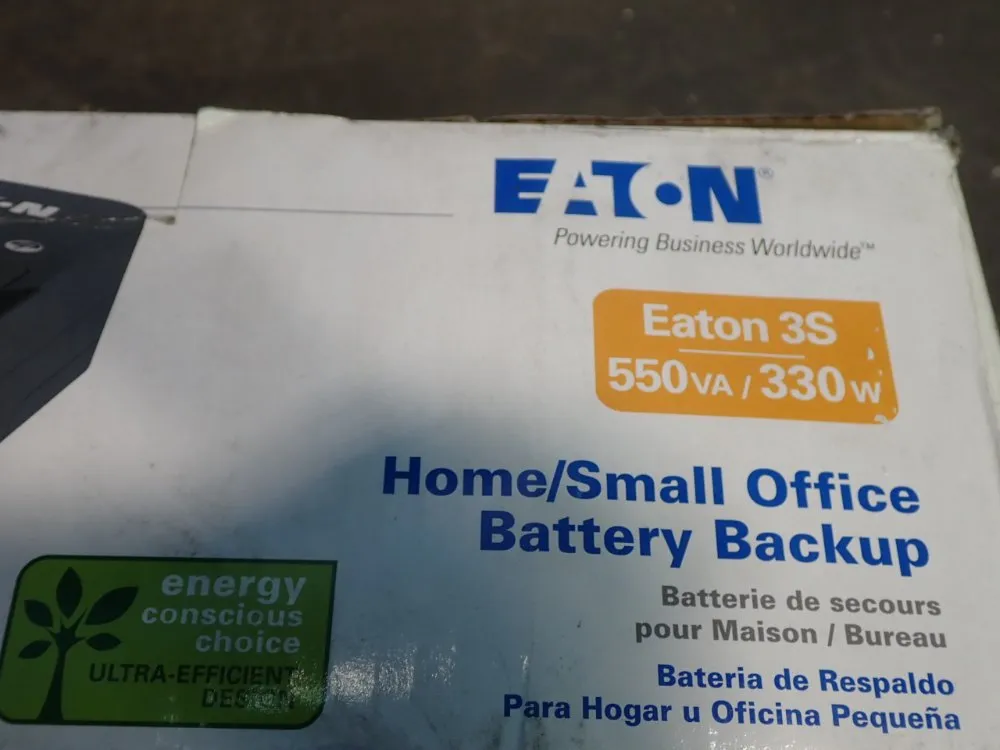 EATON®
Powering Business Worldwide™
Eaton 3S
550VA / 330W
Home/Small Office
Battery Backup
Batterie de secours
pour Maison / Bureau
Bateria de Respaldo
Para Hogar u Oficina Pequeña
energy
conscious
choice
ULTRA-EFFICIENT
DESIGN